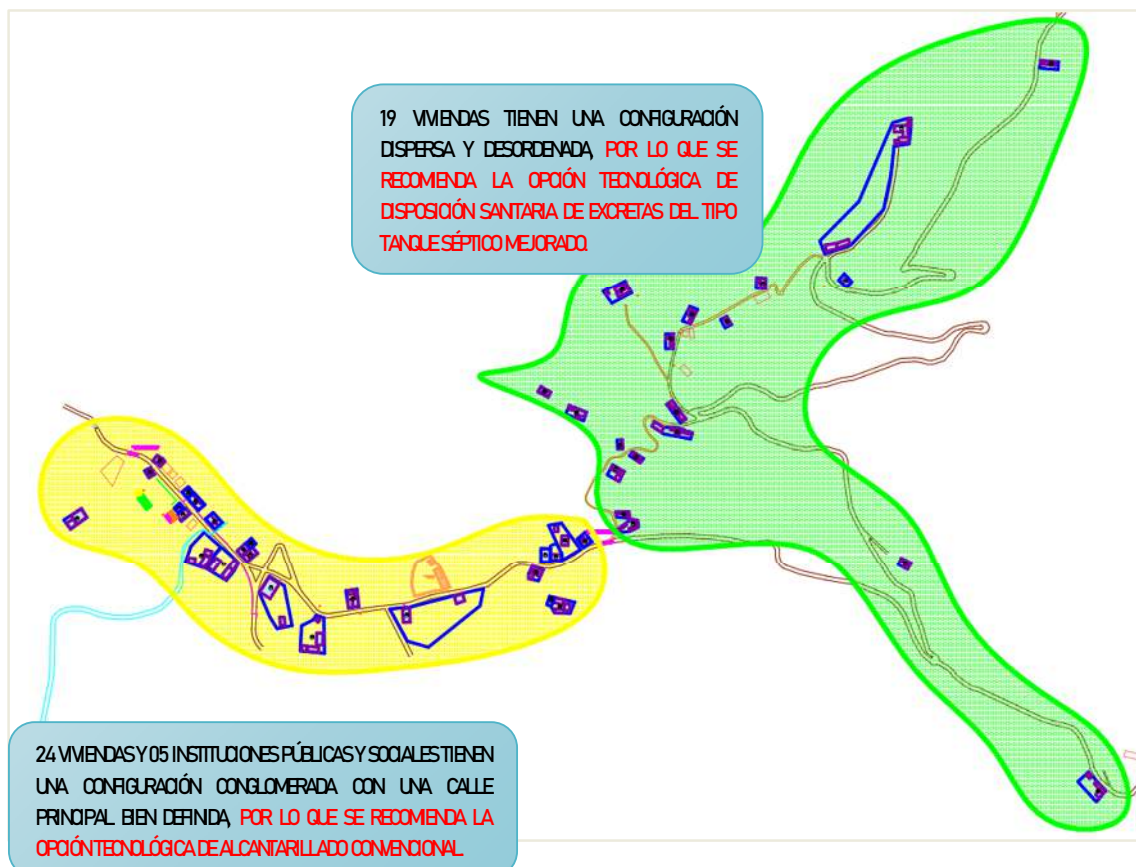 19 VIVIENDAS TIENEN UNA CONFIGURACIÓN
DISPERSA Y DESORDENADA, POR LO QUE SE
RECOMIENDA LA OPCIÓN TECNOLÓGICA DE
DISPOSICIÓN SANITARIA DE EXCRETAS DEL TIPO
TANQUE SÉPTICO MEJORADO.
24 VIVIENDAS Y 05 INSTITUCIONES PÚBLICAS Y SOCIALES TIENEN
UNA CONFIGURACIÓN CONGLOMERADA CON UNA CALLE
PRINCIPAL BIEN DEFINIDA, POR LO QUE SE RECOMIENDA LA
OPCIÓN TECNOLÓGICA DE ALCANTARILLADO CONVENCIONAL.